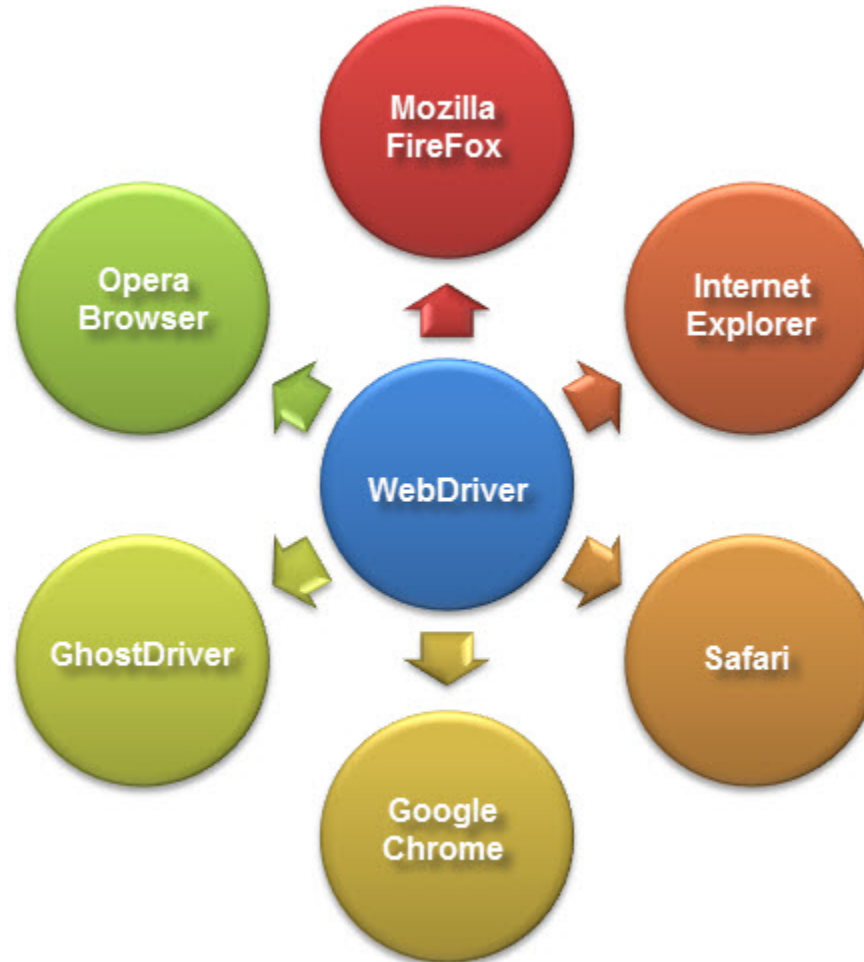 Mozilla
FireFox
Opera
Browser
Internet
Explorer
WebDriver
GhostDriver
Safari
Google
Chrome